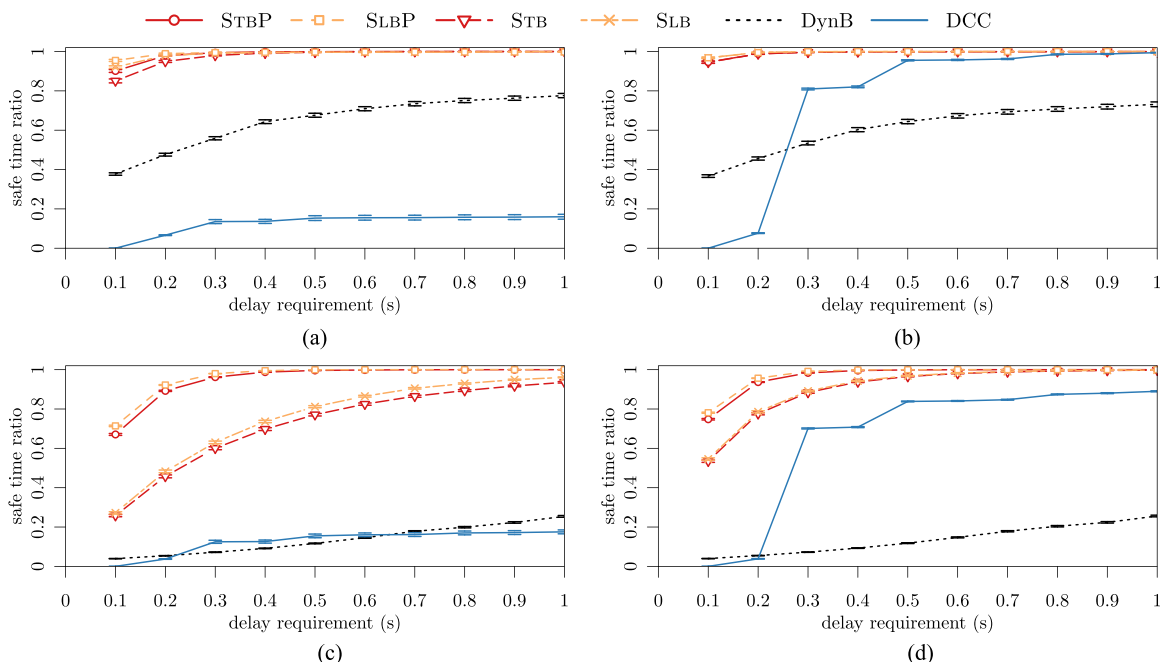 STBP SLBP STB SLB DynB DCC
safe time ratio
0 0.2 0.4 0.6 0.8 1
0 0.1 0.2 0.3 0.4 0.5 0.6 0.7 0.8 0.9 1
delay requirement (s)
(a)
safe time ratio
0 0.2 0.4 0.6 0.8 1
0 0.1 0.2 0.3 0.4 0.5 0.6 0.7 0.8 0.9 1
delay requirement (s)
(b)
safe time ratio
0 0.2 0.4 0.6 0.8 1
0 0.1 0.2 0.3 0.4 0.5 0.6 0.7 0.8 0.9 1
delay requirement (s)
(c)
safe time ratio
0 0.2 0.4 0.6 0.8 1
0 0.1 0.2 0.3 0.4 0.5 0.6 0.7 0.8 0.9 1
delay requirement (s)
(d)